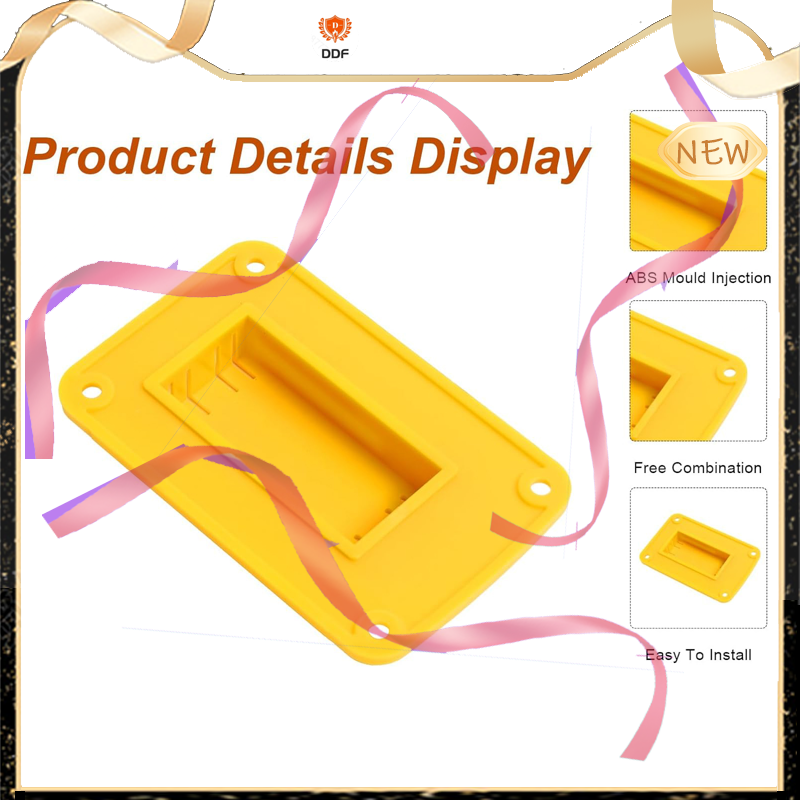 D
DDF
Product Details Display
NEW
ABS Mould Injection
Free Combination
Easy To Install